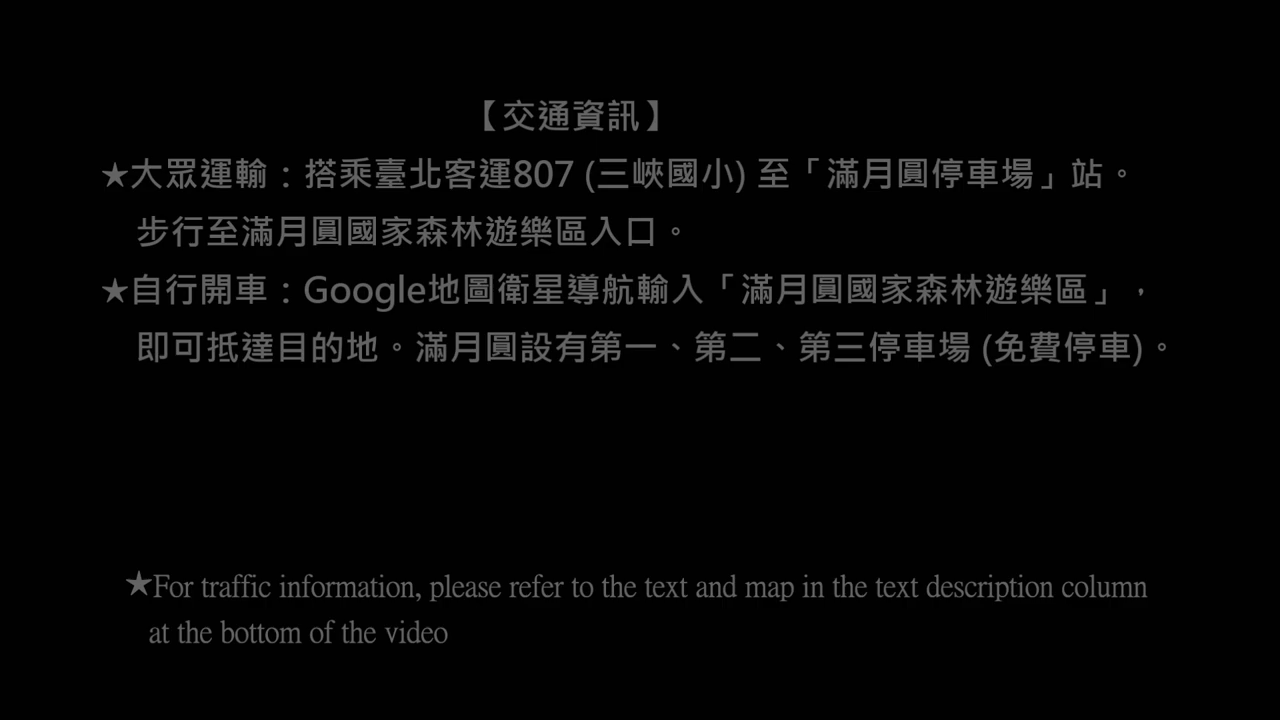 【交通資訊】
★大眾運輸：搭乘臺北客運807 (三峽國小) 至「滿月圓停車場」站。
步行至滿月圓國家森林遊樂區入口。
★自行開車：Google地圖衛星導航輸入「滿月圓國家森林遊樂區」，
即可抵達目的地。滿月圓設有第一、第二、第三停車場 (免費停車)。
★For traffic information, please refer to the text and map in the text description column
at the bottom of the video